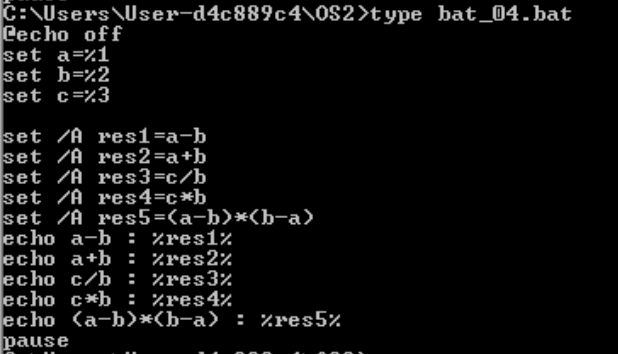 C:\Users\User-d4c889c4\OS2>type bat_04.bat
@echo off
set a=%1
set b=%2
set c=%3
set /A res1=a-b
set /A res2=a+b
set /A res3=c/b
set /A res4=c*b
set /A res5=(a-b)*(b-a)
echo a-b : %res1%
echo a+b : %res2%
echo c/b : %res3%
echo c*b : %res4%
echo (a-b)*(b-a) : %res5%
pause